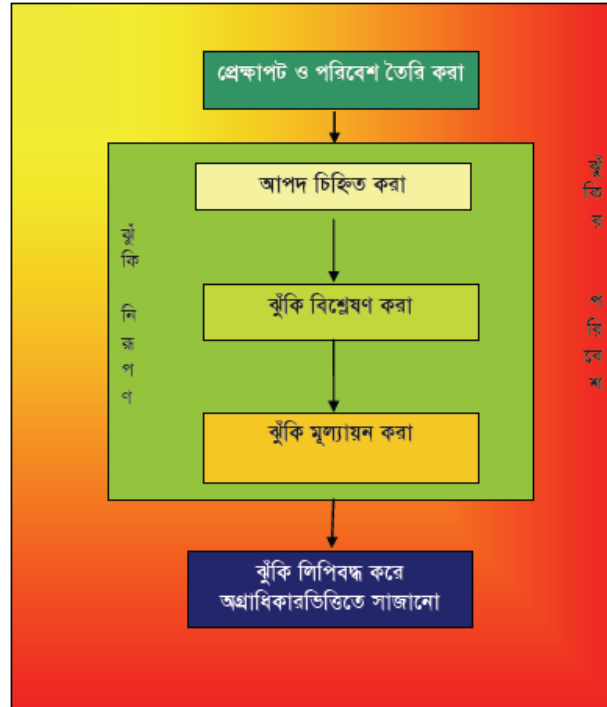 প্রেক্ষাপট ও পরিবেশ তৈরি করা
আপদ চিহ্নিত করা
ঝুঁকি নিরূপণ
ঝুঁকি বিশ্লেষণ করা
ঝুঁকি মূল্যায়ন করা
ঝুঁকির পরিবেশ
ঝুঁকি লিপিবদ্ধ করে
অগ্রাধিকারভিত্তিতে সাজানো